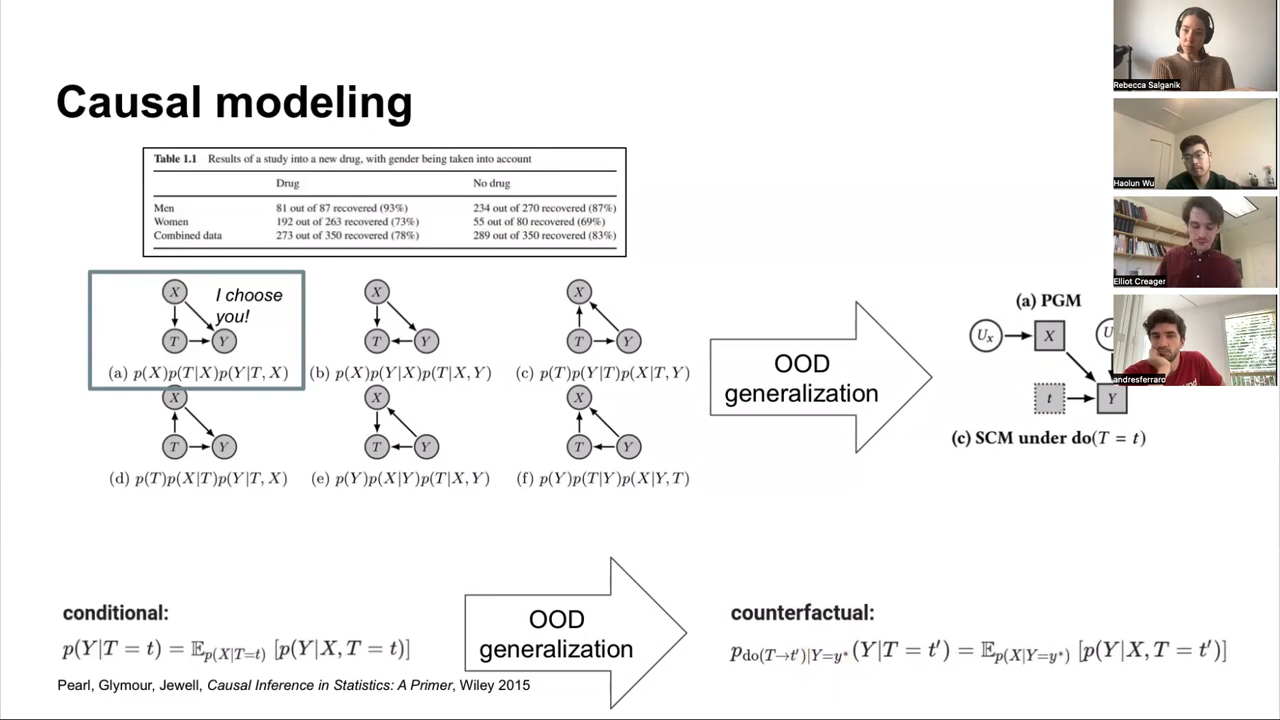 Causal modeling
Table 1.1 Results of a study into a new drug, with gender being taken into account
Drug No drug
Men 81 out of 87 recovered (93%) 234 out of 270 recovered (87%)
Women 192 out of 263 recovered (73%) 55 out of 80 recovered (69%)
Combined data 273 out of 350 recovered (78%) 289 out of 350 recovered (83%)
X
I choose
you!
T Y
(a) p(X)p(T|X)p(Y|T, X)
X
T Y
(b) p(X)p(Y|X)p(T|X, Y)
X
T Y
(c) p(T)p(Y|T)p(X|T, Y)
X
T Y
(d) p(T)p(X|T)p(Y|T, X)
X
T Y
(e) p(Y)p(X|Y)p(T|X, Y)
X
T Y
(f) p(Y)p(T|Y)p(X|Y, T)
OOD
generalization
(a) PGM
Uₓ X U
t Y
(c) SCM under do(T = t)
conditional:
p(Y|T = t) = 𝔼p(X|T=t) [p(Y|X, T = t)]
OOD
generalization
counterfactual:
pdo(T→t′)|Y=y* (Y|T = t′) = 𝔼p(X|Y=y*) [p(Y|X, T = t′)]
Pearl, Glymour, Jewell, Causal Inference in Statistics: A Primer, Wiley 2015
Rebecca Salganik
Haolun Wu
Elliot Creager
andresferraro